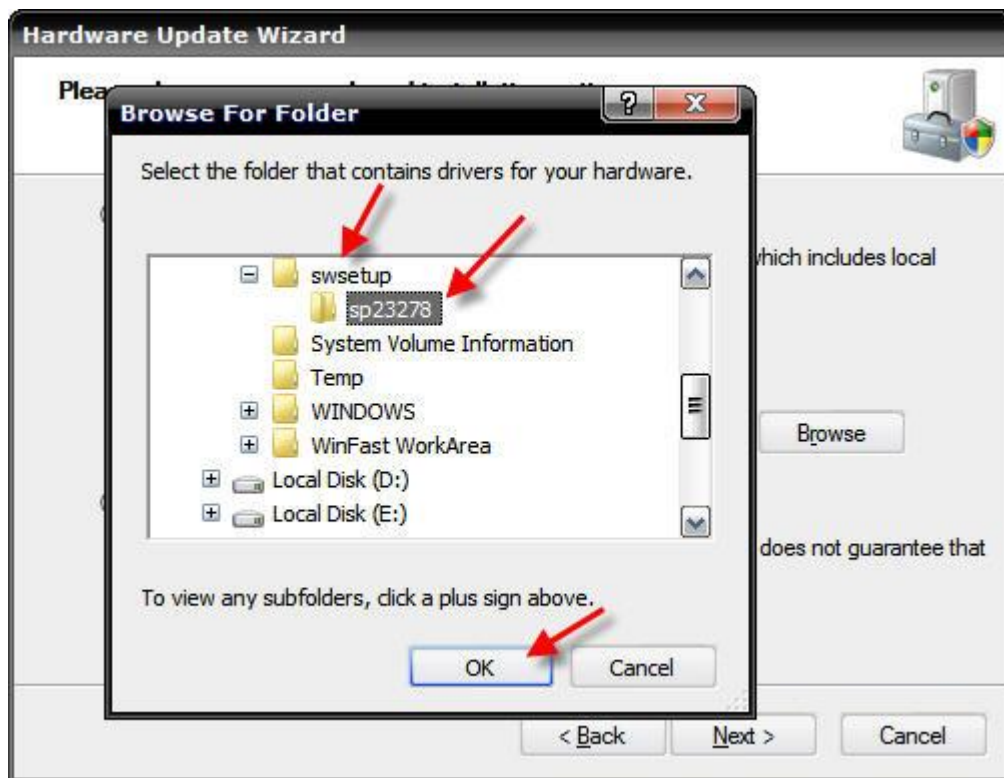 Hardware Update Wizard
Browse For Folder
Select the folder that contains drivers for your hardware.
swsetup
sp23278
System Volume Information
Temp
WINDOWS
WinFast WorkArea
Local Disk (D:)
Local Disk (E:)
To view any subfolders, click a plus sign above.
OK Cancel
which includes local
Browse
does not guarantee that
< Back Next > Cancel